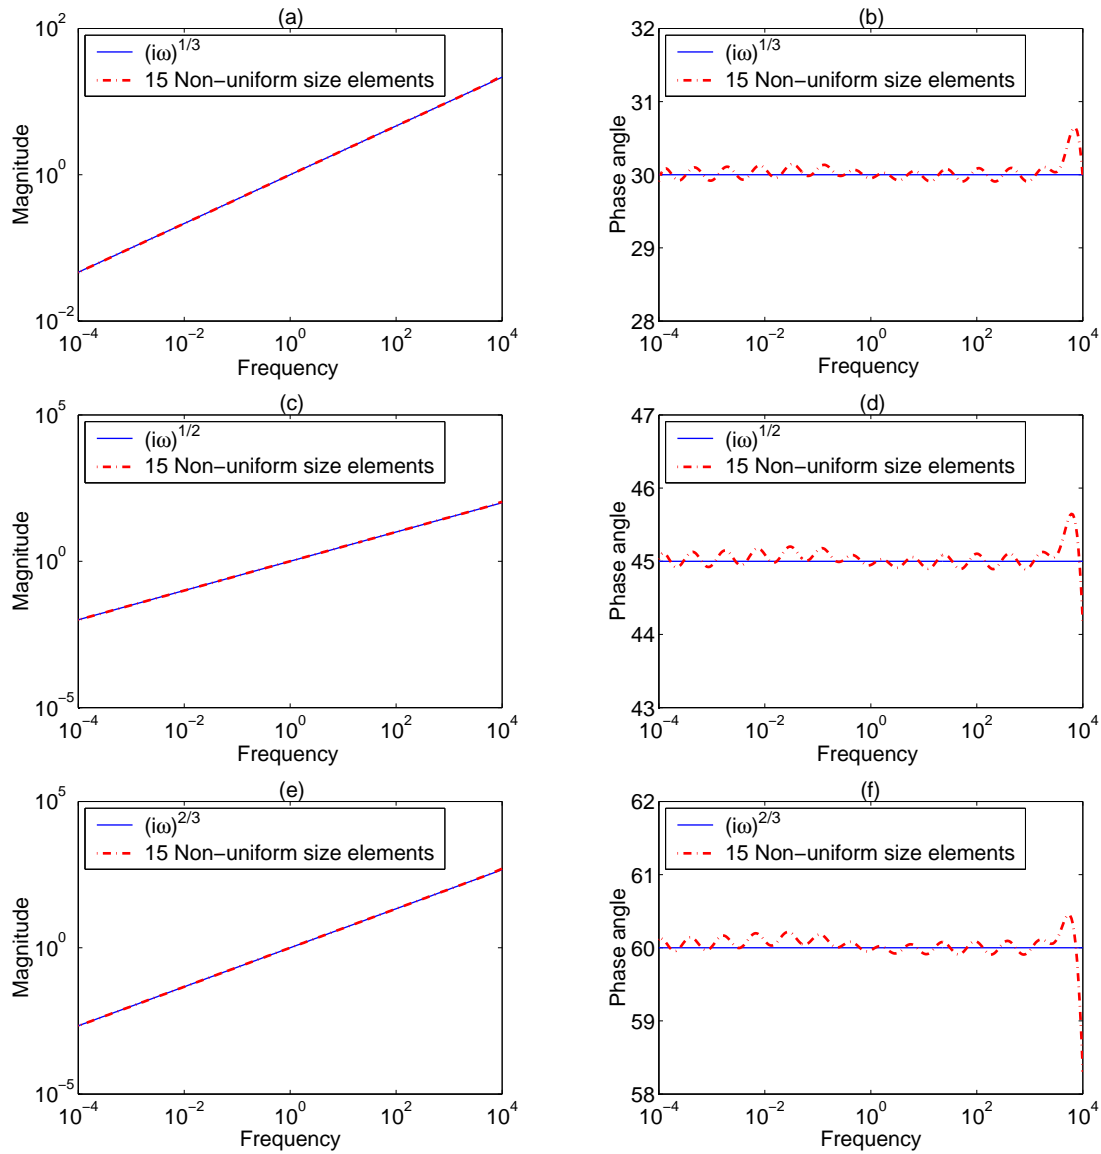 (a)
10^2
10^0
10^−2
Magnitude
(iω)^1/3
15 Non−uniform size elements
10^−4 10^−2 10^0 10^2 10^4
Frequency
(b)
32
31
30
29
28
Phase angle
(iω)^1/3
15 Non−uniform size elements
10^−4 10^−2 10^0 10^2 10^4
Frequency
(c)
10^5
10^0
10^−5
Magnitude
(iω)^1/2
15 Non−uniform size elements
10^−4 10^−2 10^0 10^2 10^4
Frequency
(d)
47
46
45
44
43
Phase angle
(iω)^1/2
15 Non−uniform size elements
10^−4 10^−2 10^0 10^2 10^4
Frequency
(e)
10^5
10^0
10^−5
Magnitude
(iω)^2/3
15 Non−uniform size elements
10^−4 10^−2 10^0 10^2 10^4
Frequency
(f)
62
61
60
59
58
Phase angle
(iω)^2/3
15 Non−uniform size elements
10^−4 10^−2 10^0 10^2 10^4
Frequency